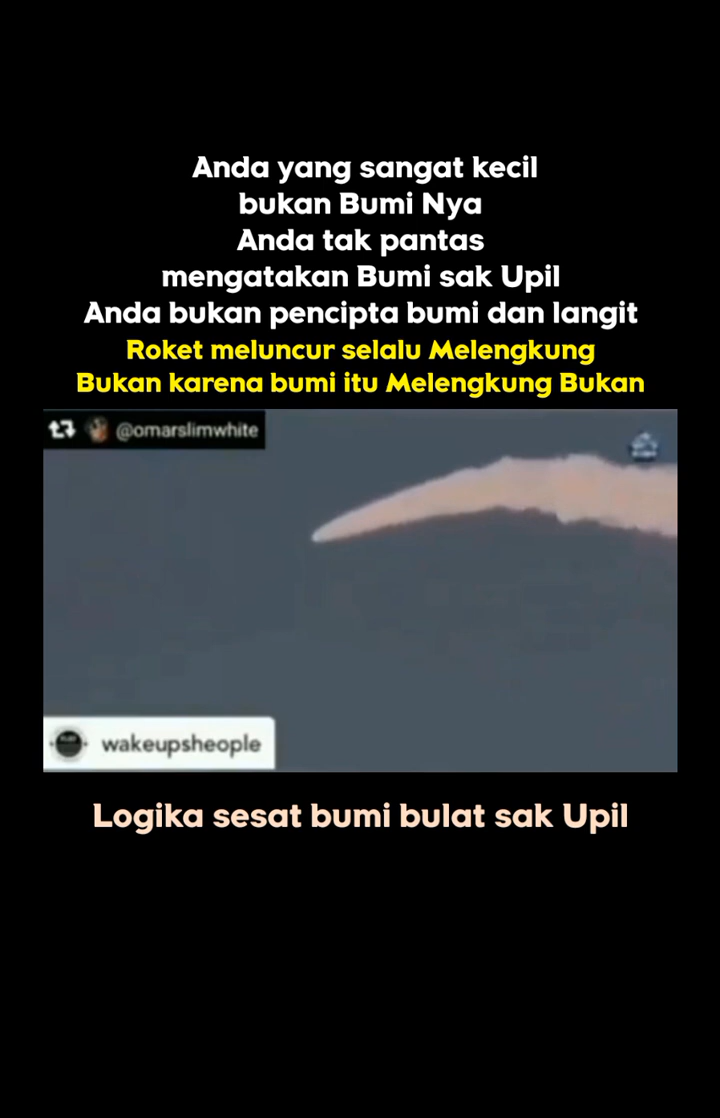 Anda yang sangat kecil
bukan Bumi Nya
Anda tak pantas
mengatakan Bumi sak Upil
Anda bukan pencipta bumi dan langit
Roket meluncur selalu Melengkung
Bukan karena bumi itu Melengkung Bukan
@omarslimwhite
wakeupsheople
Logika sesat bumi bulat sak Upil